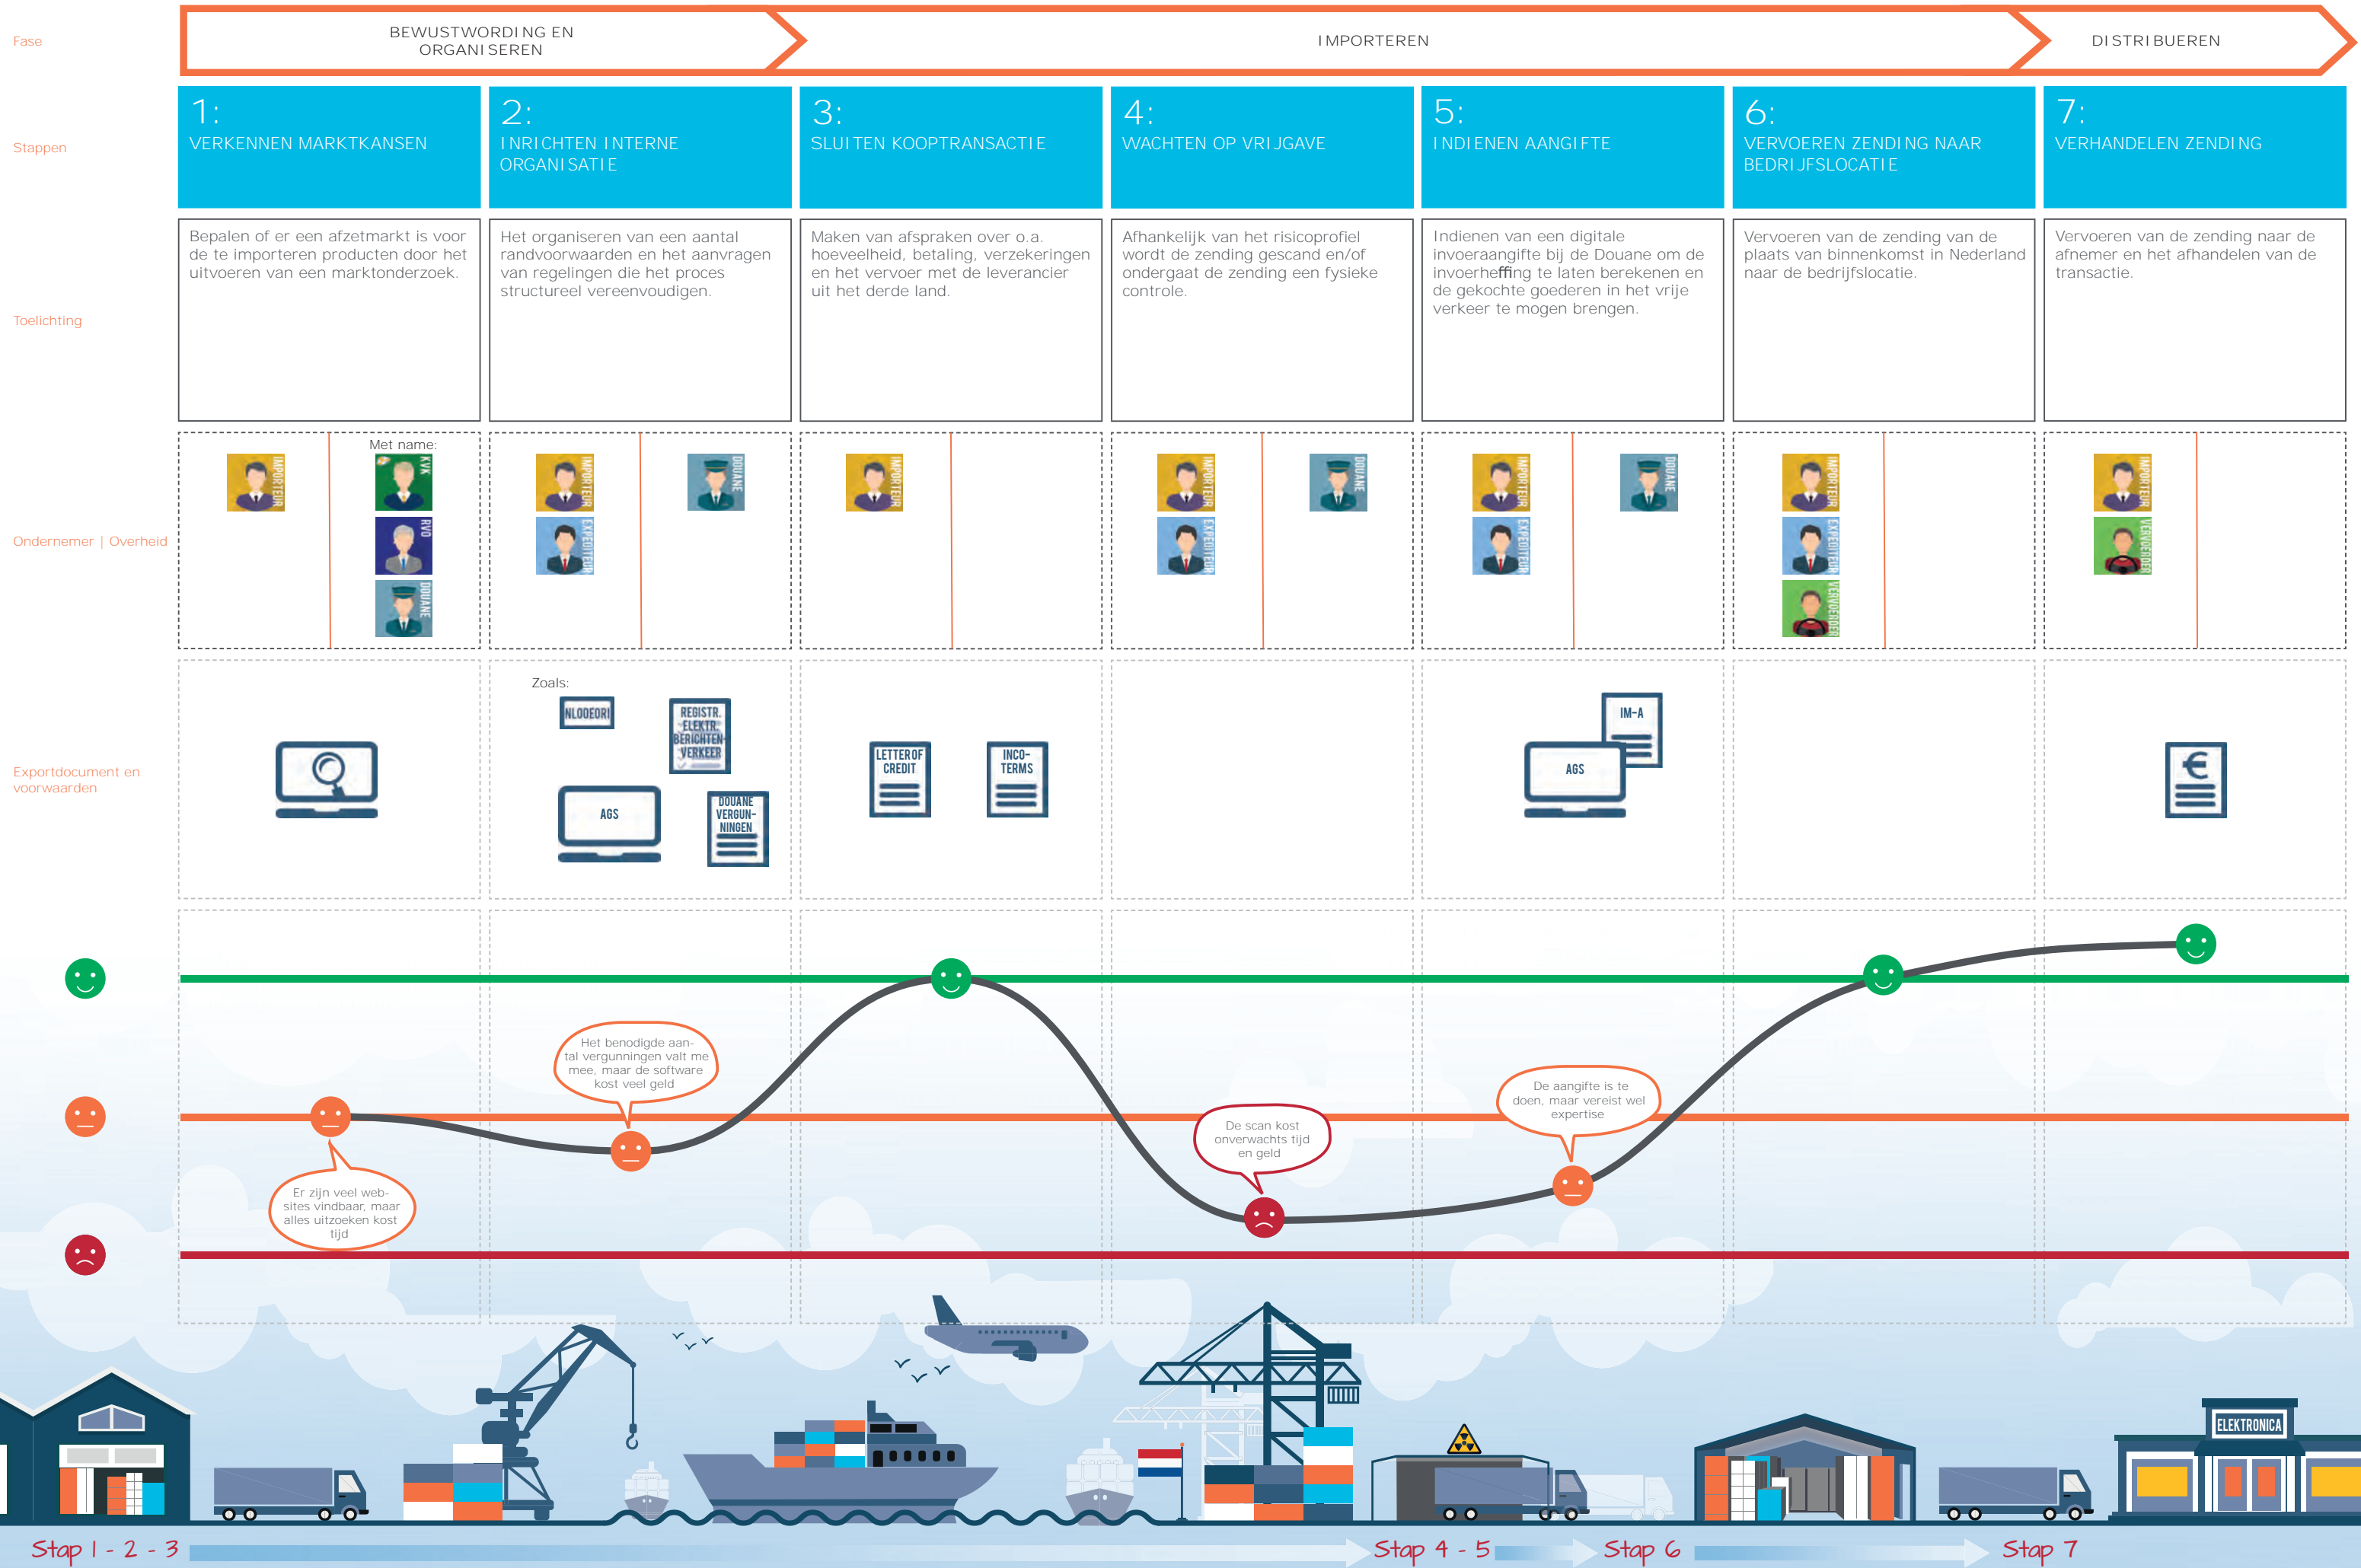 Fase
BEWUSTWORDING EN
ORGANISEREN
IMPORTEREN
DISTRIBUEREN
Stappen
1:
VERKENNEN MARKTKANSEN
2:
INRICHTEN INTERNE
ORGANISATIE
3:
SLUITEN KOOPTRANSACTIE
4:
WACHTEN OP VRIJGAVE
5:
INDIENEN AANGIFTE
6:
VERVOEREN ZENDING NAAR
BEDRIJFSLOCATIE
7:
VERHANDELEN ZENDING
Toelichting
Bepalen of er een afzetmarkt is voor
de te importeren producten door het
uitvoeren van een marktonderzoek.
Het organiseren van een aantal
randvoorwaarden en het aanvragen
van regelingen die het proces
structureel vereenvoudigen.
Maken van afspraken over o.a.
hoeveelheid, betaling, verzekeringen
en het vervoer met de leverancier
uit het derde land.
Afhankelijk van het risicoprofiel
wordt de zending gescand en/of
ondergaat de zending een fysieke
controle.
Indienen van een digitale
invoeraangifte bij de Douane om de
invoerheffing te laten berekenen en
de gekochte goederen in het vrije
verkeer te mogen brengen.
Vervoeren van de zending van de
plaats van binnenkomst in Nederland
naar de bedrijfslocatie.
Vervoeren van de zending naar de
afnemer en het afhandelen van de
transactie.
Ondernemer | Overheid
IMPORTEUR
Met name:
KVK
RVO
DOUANE
IMPORTEUR
EXPEDITEUR
DOUANE
IMPORTEUR
IMPORTEUR
EXPEDITEUR
DOUANE
IMPORTEUR
EXPEDITEUR
DOUANE
IMPORTEUR
EXPEDITEUR
VERVOERDER
IMPORTEUR
VERVOERDER
Exportdocument en
voorwaarden
Zoals:
NLOOEORI
REGISTR.
ELEKTR.
BERICHTEN-
VERKEER
AGS
DOUANE
VERGUN-
NINGEN
LETTER OF
CREDIT
INCO-
TERMS
IM-A
AGS
€
Er zijn veel web-
sites vindbaar, maar
alles uitzoeken kost
tijd
Het benodigde aan-
tal vergunningen valt me
mee, maar de software
kost veel geld
De scan kost
onverwachts tijd
en geld
De aangifte is te
doen, maar vereist wel
expertise
ELEKTRONICA
Stap 1 - 2 - 3
Stap 4 - 5
Stap 6
Stap 7